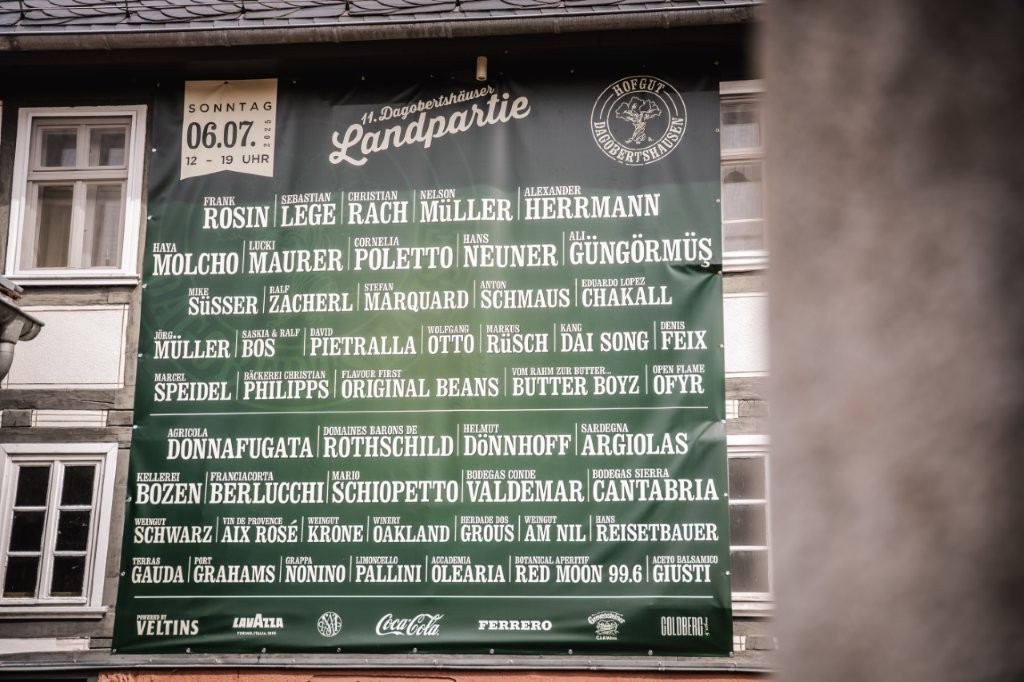 SONNTAG
06.07. 2025
12 - 19 UHR
11. Dagobertshäuser
Landpartie
HOFGUT
DAGOBERTSHAUSEN
FRANK SEBASTIAN CHRISTIAN NELSON ALEXANDER
ROSIN LEGE RACH MÜLLER HERRMANN
HAYA LUCKI CORNELIA HANS ALI
MOLCHO MAURER POLETTO NEUNER GÜNGÖRMÜŞ
MIKE RALF STEFAN ANTON EDUARDO LOPEZ
SÜSSER ZACHERL MARQUARD SCHMAUS CHAKALL
JÖRG SASKIA & RALF DAVID WOLFGANG MARKUS KANG DENIS
MÜLLER BOS PIETRALLA OTTO RÜSCH DAI SONG FEIX
MARCEL BÄCKEREI CHRISTIAN FLAVOUR FIRST VOM RAHM ZUR BUTTER... OPEN FLAME
SPEIDEL PHILIPPS ORIGINAL BEANS BUTTER BOYZ OFYR
AGRICOLA DOMAINES BARONS DE HELMUT SARDEGNA
DONNAFUGATA ROTHSCHILD DÖNNHOFF ARGIOLAS
KELLEREI FRANCIACORTA MARIO BODEGAS CONDE BODEGAS SIERRA
BOZEN BERLUCCHI SCHIOPETTO VALDEMAR CANTABRIA
WEINGUT VIN DE PROVENCE WEINGUT WINERY HERDADE DOS WEINGUT HANS
SCHWARZ AIX ROSÉ KRONE OAKLAND GROUS AM NIL REISETBAUER
TERRAS PORT GRAPPA LIMONCELLO ACCADEMIA BOTANICAL APERITIF ACETO BALSAMICO
GAUDA GRAHAMS NONINO PALLINI OLEARIA RED MOON 99.6 GIUSTI
POWERED BY
VELTINS LAVAZZA Coca-Cola FERRERO GOLDBERG
TORINO, ITALIA, 1895